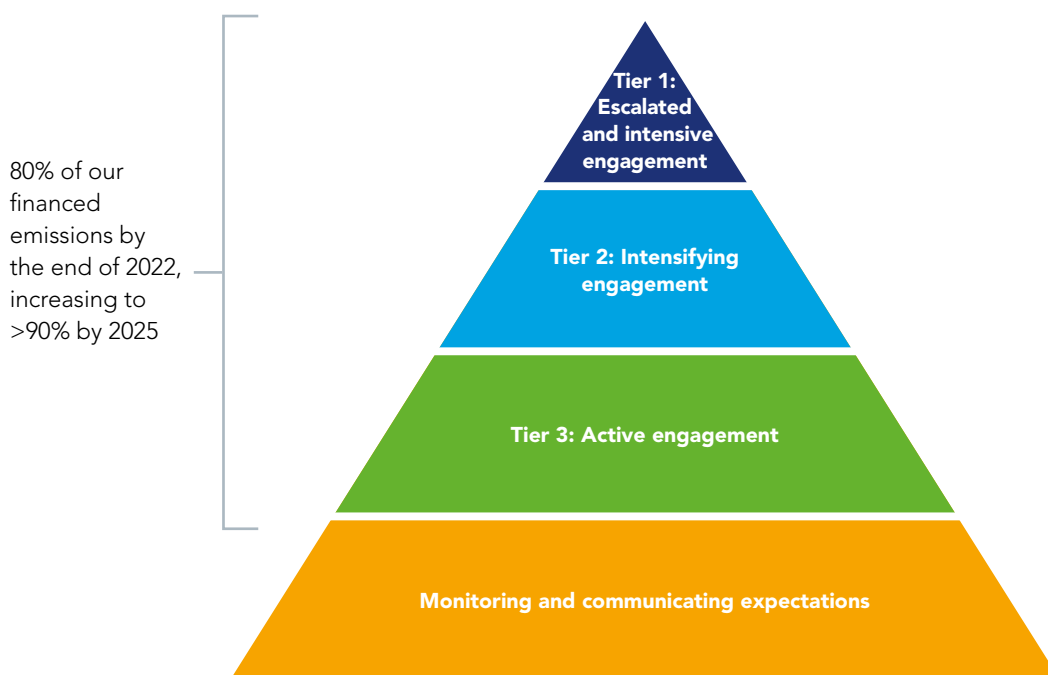 80% of our
financed
emissions by
the end of 2022,
increasing to
>90% by 2025
Tier 1:
Escalated
and intensive
engagement
Tier 2: Intensifying
engagement
Tier 3: Active engagement
Monitoring and communicating expectations